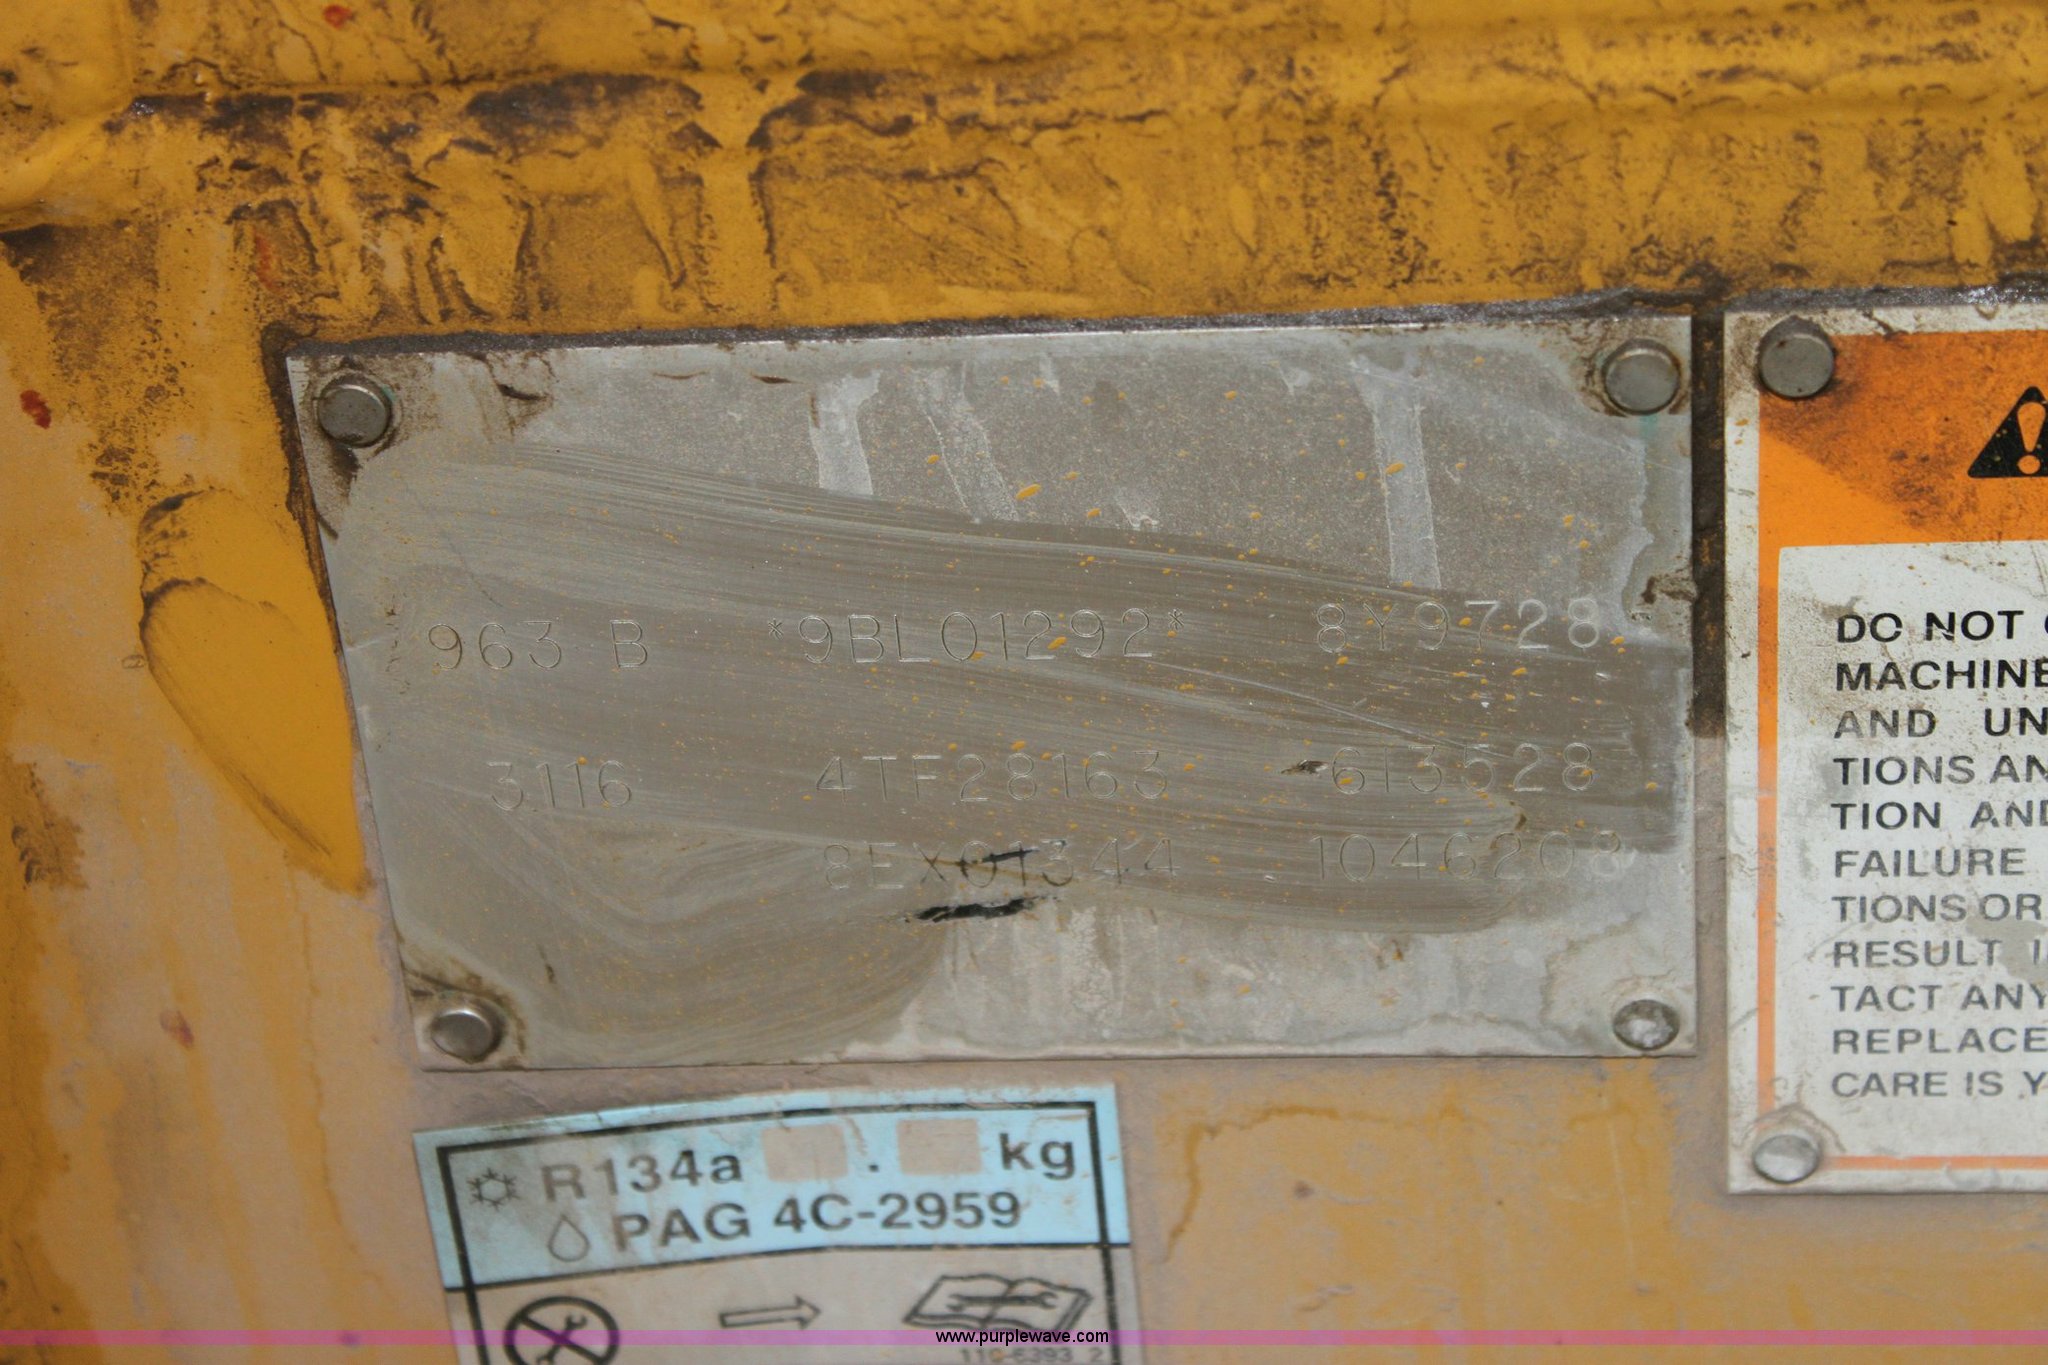 963 B *9BL01292* 8Y9728
3116 4TF28163 613528
8EX01344 1046208
DO NOT
MACHINE
AND UN
TIONS AN
TION AND
FAILURE
TIONS OR
RESULT I
TACT ANY
REPLACE
CARE IS Y
R134a . kg
PAG 4C-2959
www.purplewave.com